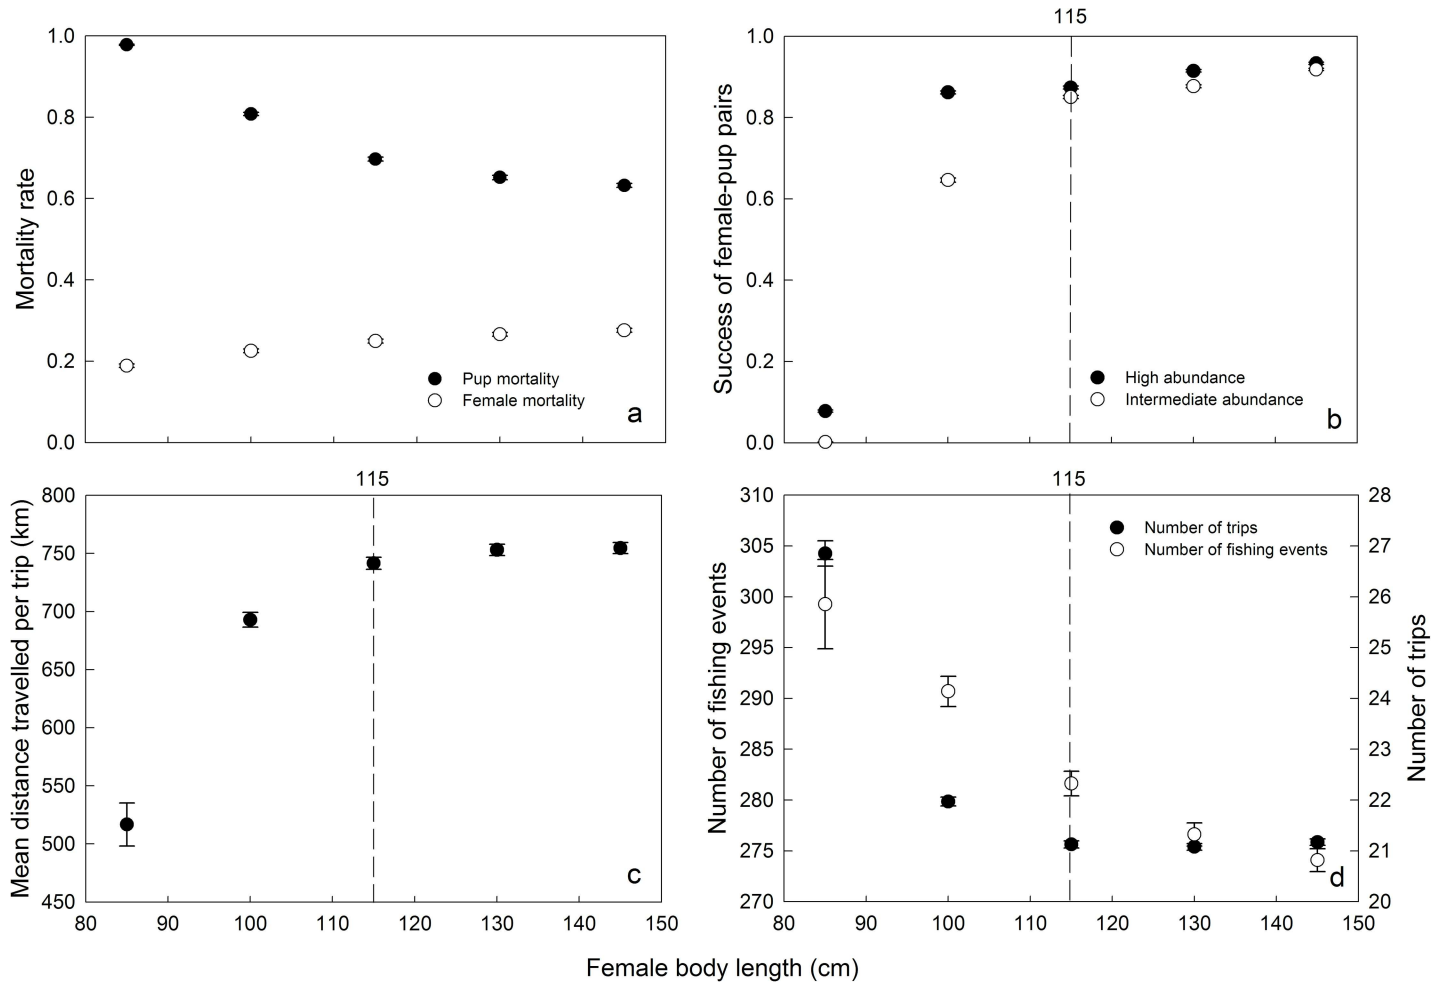 1.0
0.8
0.6
0.4
0.2
0.0
Mortality rate
Pup mortality
Female mortality
a
115
1.0
0.8
0.6
0.4
0.2
0.0
Success of female-pup pairs
High abundance
Intermediate abundance
b
115
800
750
700
650
600
550
500
450
Mean distance travelled per trip (km)
c
80 90 100 110 120 130 140 150
115
310
305
300
295
290
285
280
275
270
Number of fishing events
Number of trips
Number of fishing events
28
27
26
25
24
23
22
21
20
Number of trips
d
80 90 100 110 120 130 140 150
Female body length (cm)